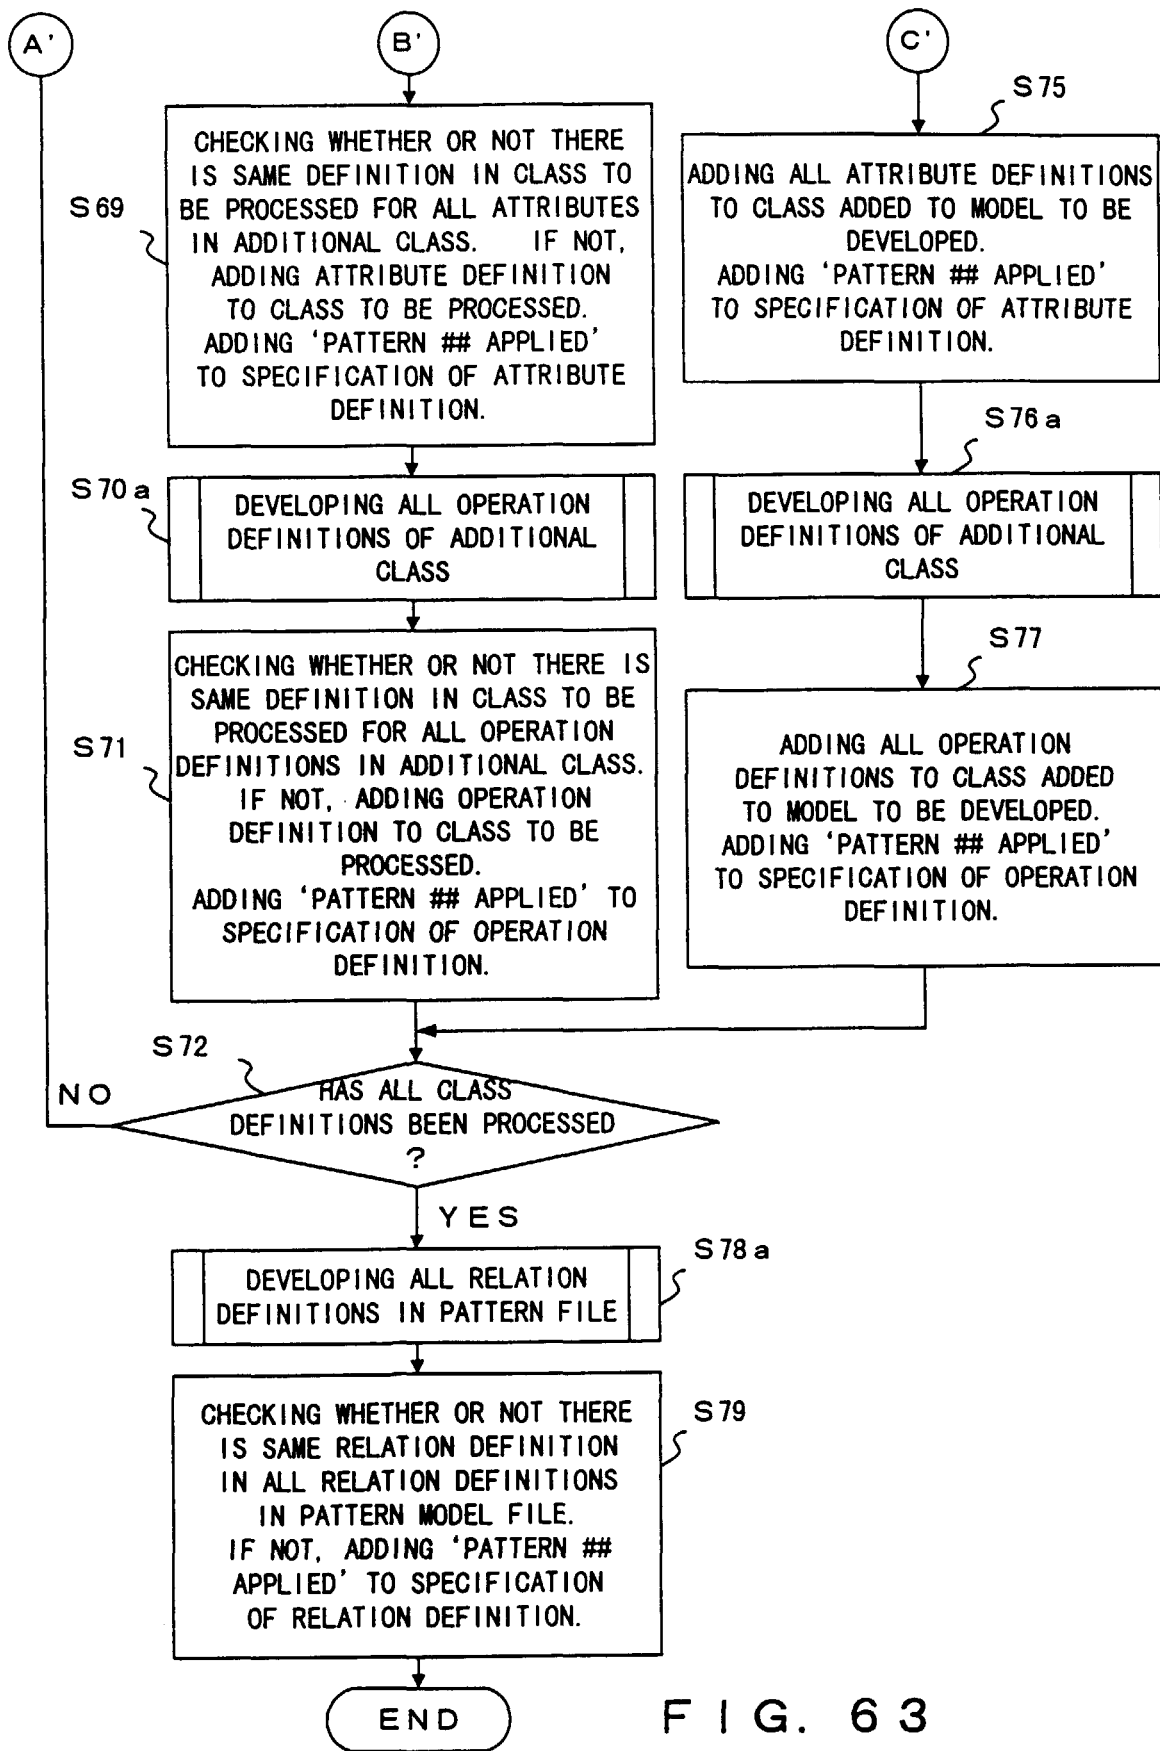 A'
B'
C'
S69
CHECKING WHETHER OR NOT THERE
IS SAME DEFINITION IN CLASS TO
BE PROCESSED FOR ALL ATTRIBUTES
IN ADDITIONAL CLASS. IF NOT,
ADDING ATTRIBUTE DEFINITION
TO CLASS TO BE PROCESSED.
ADDING 'PATTERN ## APPLIED'
TO SPECIFICATION OF ATTRIBUTE
DEFINITION.
S75
ADDING ALL ATTRIBUTE DEFINITIONS
TO CLASS ADDED TO MODEL TO BE
DEVELOPED.
ADDING 'PATTERN ## APPLIED'
TO SPECIFICATION OF ATTRIBUTE
DEFINITION.
S70a
DEVELOPING ALL OPERATION
DEFINITIONS OF ADDITIONAL
CLASS
S76a
DEVELOPING ALL OPERATION
DEFINITIONS OF ADDITIONAL
CLASS
S71
CHECKING WHETHER OR NOT THERE IS
SAME DEFINITION IN CLASS TO BE
PROCESSED FOR ALL OPERATION
DEFINITIONS IN ADDITIONAL CLASS.
IF NOT, ADDING OPERATION
DEFINITION TO CLASS TO BE
PROCESSED.
ADDING 'PATTERN ## APPLIED' TO
SPECIFICATION OF OPERATION
DEFINITION.
S77
ADDING ALL OPERATION
DEFINITIONS TO CLASS ADDED
TO MODEL TO BE DEVELOPED.
ADDING 'PATTERN ## APPLIED'
TO SPECIFICATION OF OPERATION
DEFINITION.
S72
NO
HAS ALL CLASS
DEFINITIONS BEEN PROCESSED
?
YES
S78a
DEVELOPING ALL RELATION
DEFINITIONS IN PATTERN FILE
S79
CHECKING WHETHER OR NOT THERE
IS SAME RELATION DEFINITION
IN ALL RELATION DEFINITIONS
IN PATTERN MODEL FILE.
IF NOT, ADDING 'PATTERN ##
APPLIED' TO SPECIFICATION
OF RELATION DEFINITION.
END
FIG. 63